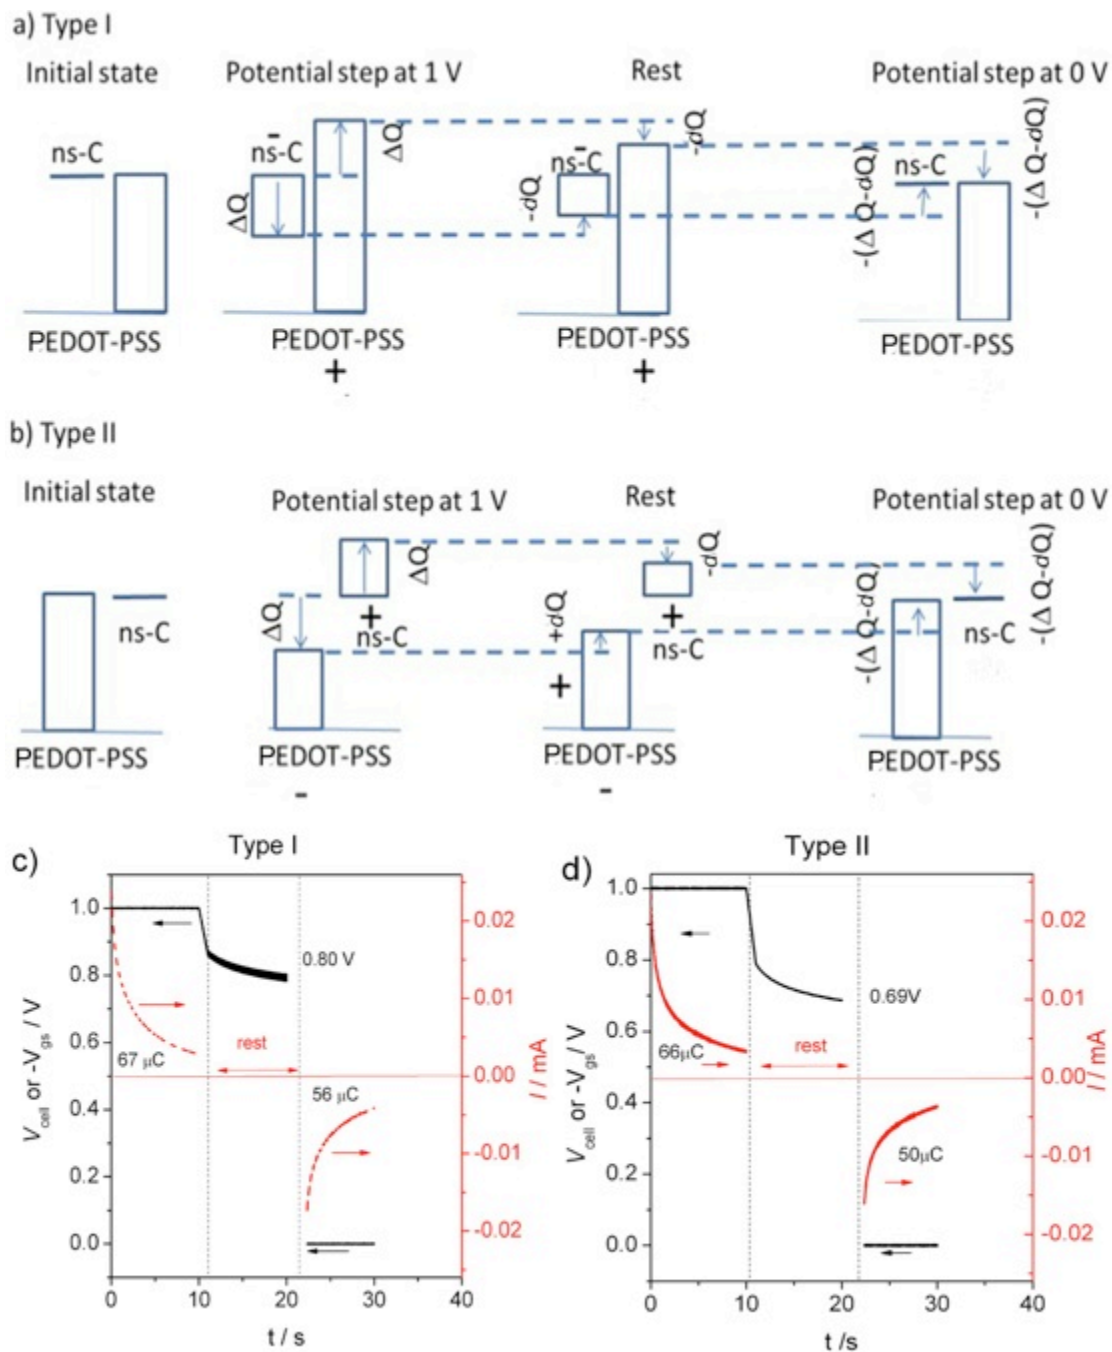 a) Type I
Initial state
Potential step at 1 V
Rest
Potential step at 0 V
ns-C
-
ns-C
ΔQ
ΔQ
-
ns-C
-dQ
-dQ
ns-C
-(Δ Q-dQ)
-(Δ Q-dQ)
PEDOT-PSS
PEDOT-PSS
+
PEDOT-PSS
+
PEDOT-PSS
b) Type II
Initial state
Potential step at 1 V
Rest
Potential step at 0 V
ns-C
ΔQ
ΔQ
+
ns-C
+dQ
-dQ
+
ns-C
+
-(Δ Q-dQ)
ns-C
-(Δ Q-dQ)
PEDOT-PSS
PEDOT-PSS
-
PEDOT-PSS
-
PEDOT-PSS
c)
Type I
1.0
0.8
0.6
0.4
0.2
0.0
Vcell or -Vgs / V
0.80 V
67 μC
rest
56 μC
0.02
0.01
0.00
-0.01
-0.02
I / mA
0
10
20
30
40
t / s
d)
Type II
1.0
0.8
0.6
0.4
0.2
0.0
Vcell or -Vgs / V
0.69V
66μC
rest
50μC
0.02
0.01
0.00
-0.01
-0.02
I / mA
0
10
20
30
40
t /s